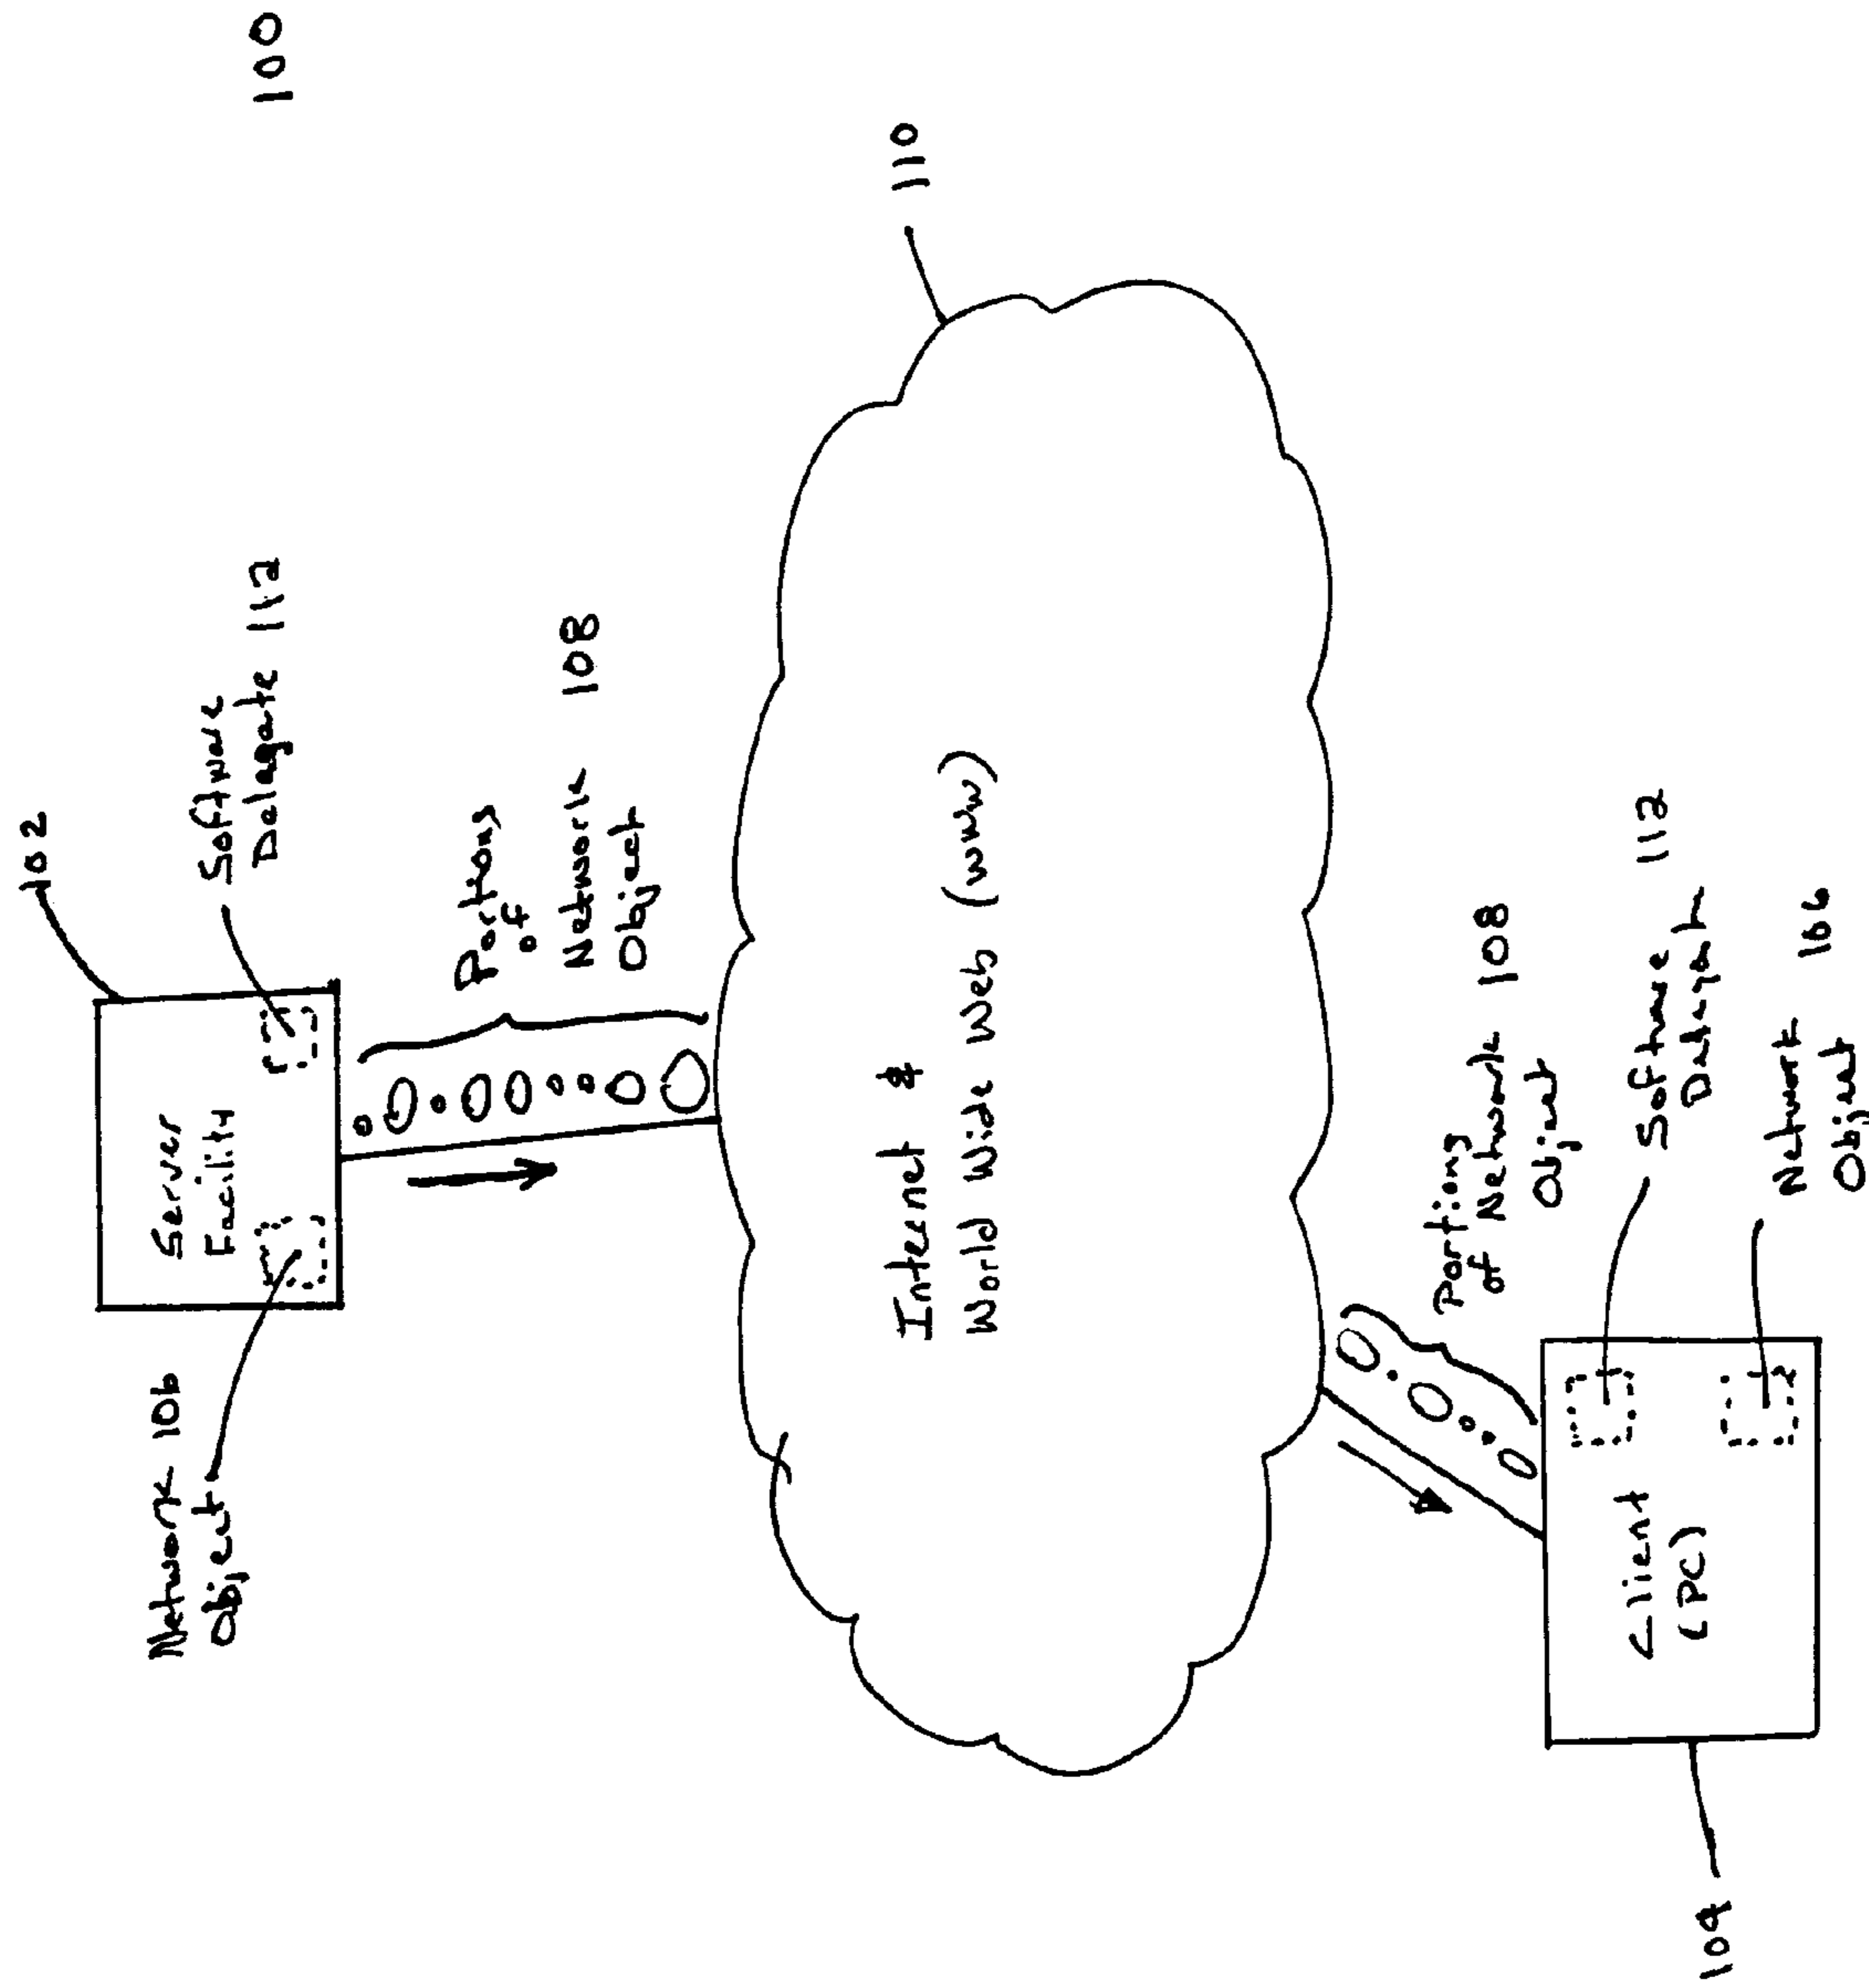 100
102
Network 106
Object
Server
Facility
Software
Delegate 112
Portions
of
Network 108
Object
110
Internet &
World Wide Web (www)
Portions
of Network 108
Object
Software 112
104
Client
(PC)
Network 106
Object